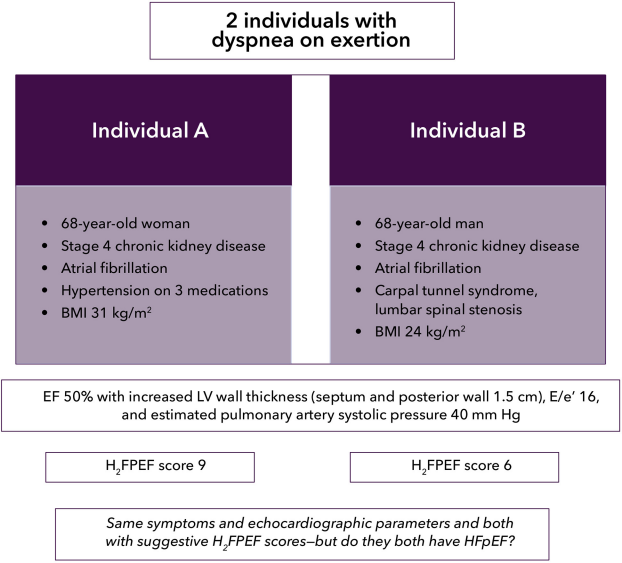 2 individuals with
dyspnea on exertion
Individual A
• 68-year-old woman
• Stage 4 chronic kidney disease
• Atrial fibrillation
• Hypertension on 3 medications
• BMI 31 kg/m²
Individual B
• 68-year-old man
• Stage 4 chronic kidney disease
• Atrial fibrillation
• Carpal tunnel syndrome,
lumbar spinal stenosis
• BMI 24 kg/m²
EF 50% with increased LV wall thickness (septum and posterior wall 1.5 cm), E/e’ 16,
and estimated pulmonary artery systolic pressure 40 mm Hg
H₂FPEF score 9
H₂FPEF score 6
Same symptoms and echocardiographic parameters and both
with suggestive H₂FPEF scores—but do they both have HFpEF?